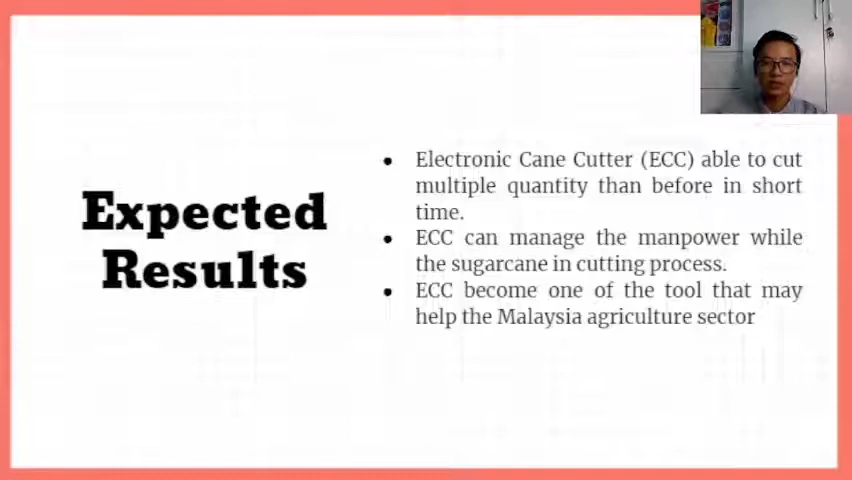 Expected
Results
● Electronic Cane Cutter (ECC) able to cut
multiple quantity than before in short
time.
● ECC can manage the manpower while
the sugarcane in cutting process.
● ECC become one of the tool that may
help the Malaysia agriculture sector